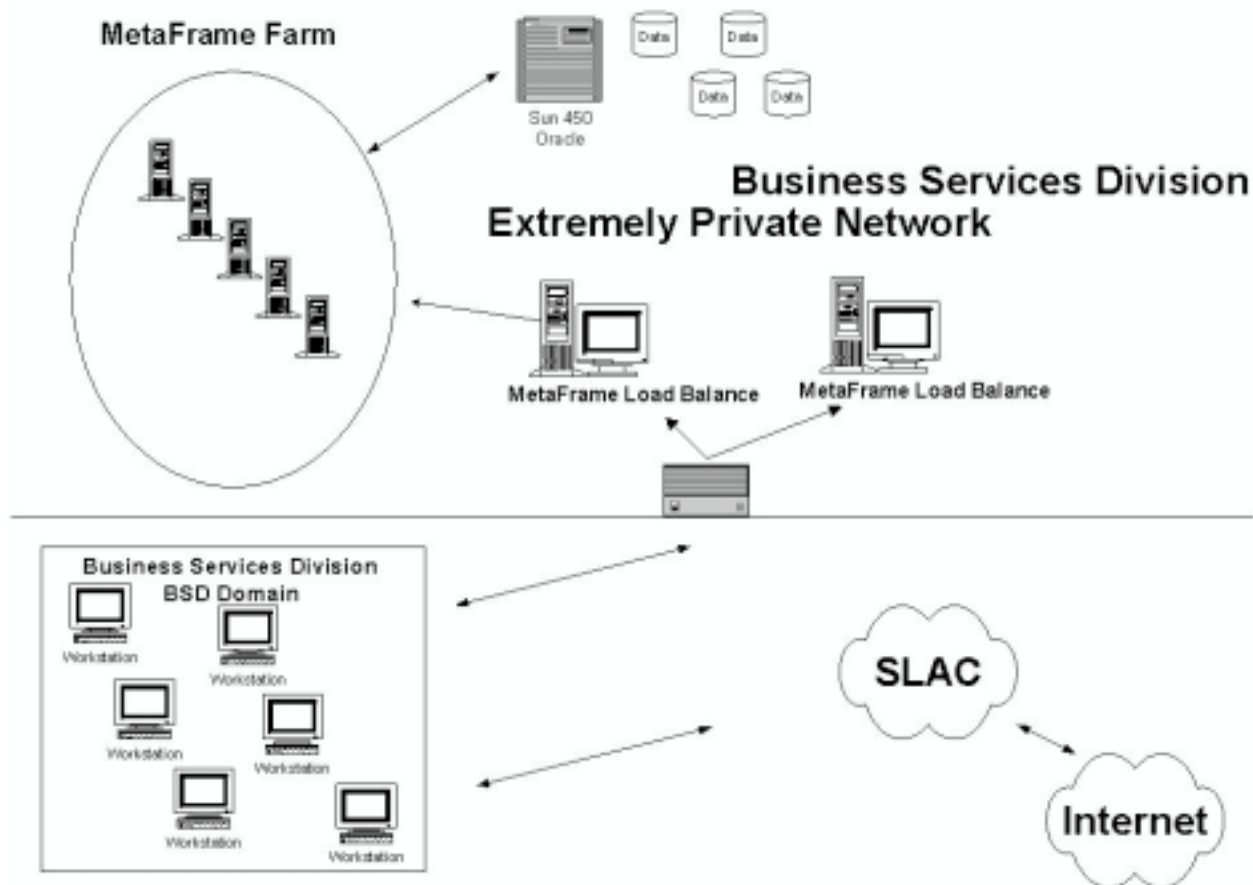 MetaFrame Farm
Data
Data
Data
Data
Sun 450
Oracle
Business Services Division
Extremely Private Network
MetaFrame Load Balance
MetaFrame Load Balance
Business Services Division
BSD Domain
Workstation
Workstation
Workstation
Workstation
Workstation
Workstation
SLAC
Internet